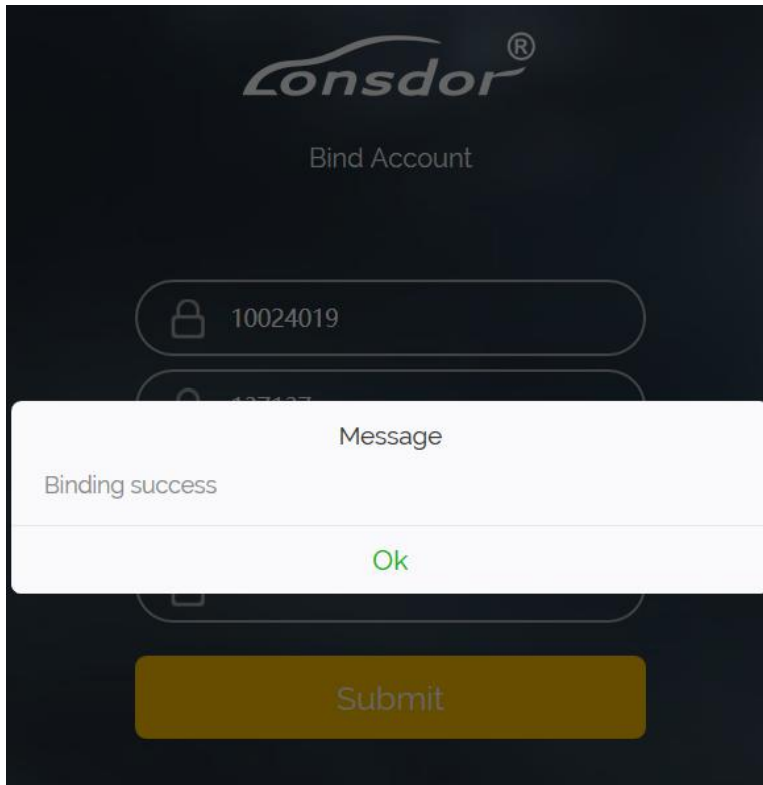 Lonsdor®
Bind Account
10024019
Message
Binding success
Ok
Submit